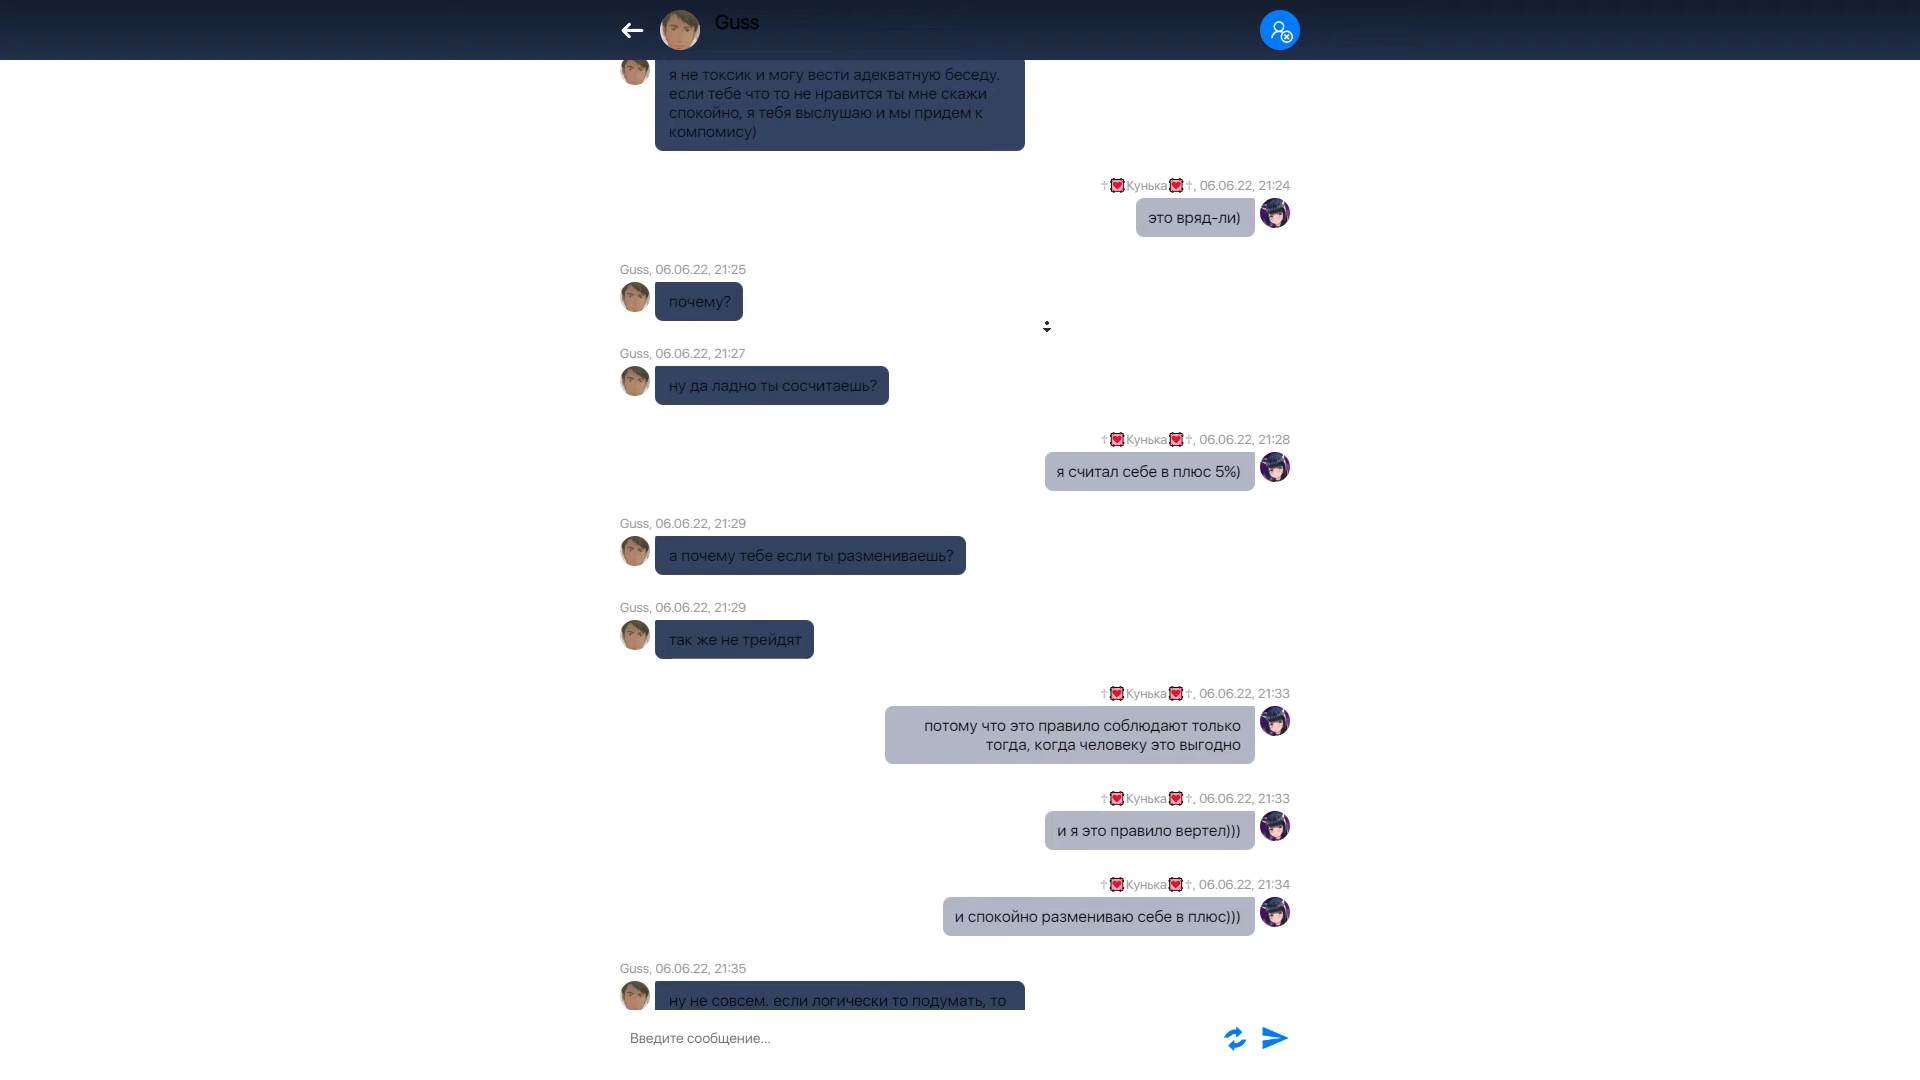 Guss
я не токсик и могу вести адекватную беседу.
если тебе что то не нравится ты мне скажи
спокойно, я тебя выслушаю и мы придем к
компомису)
†💟Кунька💟†, 06.06.22, 21:24
это вряд-ли)
Guss, 06.06.22, 21:25
почему?
Guss, 06.06.22, 21:27
ну да ладно ты сосчитаешь?
†💟Кунька💟†, 06.06.22, 21:28
я считал себе в плюс 5%)
Guss, 06.06.22, 21:29
а почему тебе если ты размениваешь?
Guss, 06.06.22, 21:29
так же не трейдят
†💟Кунька💟†, 06.06.22, 21:33
потому что это правило соблюдают только
тогда, когда человеку это выгодно
†💟Кунька💟†, 06.06.22, 21:33
и я это правило вертел)))
†💟Кунька💟†, 06.06.22, 21:34
и спокойно размениваю себе в плюс)))
Guss, 06.06.22, 21:35
ну не совсем. если логически то подумать, то
Введите сообщение...